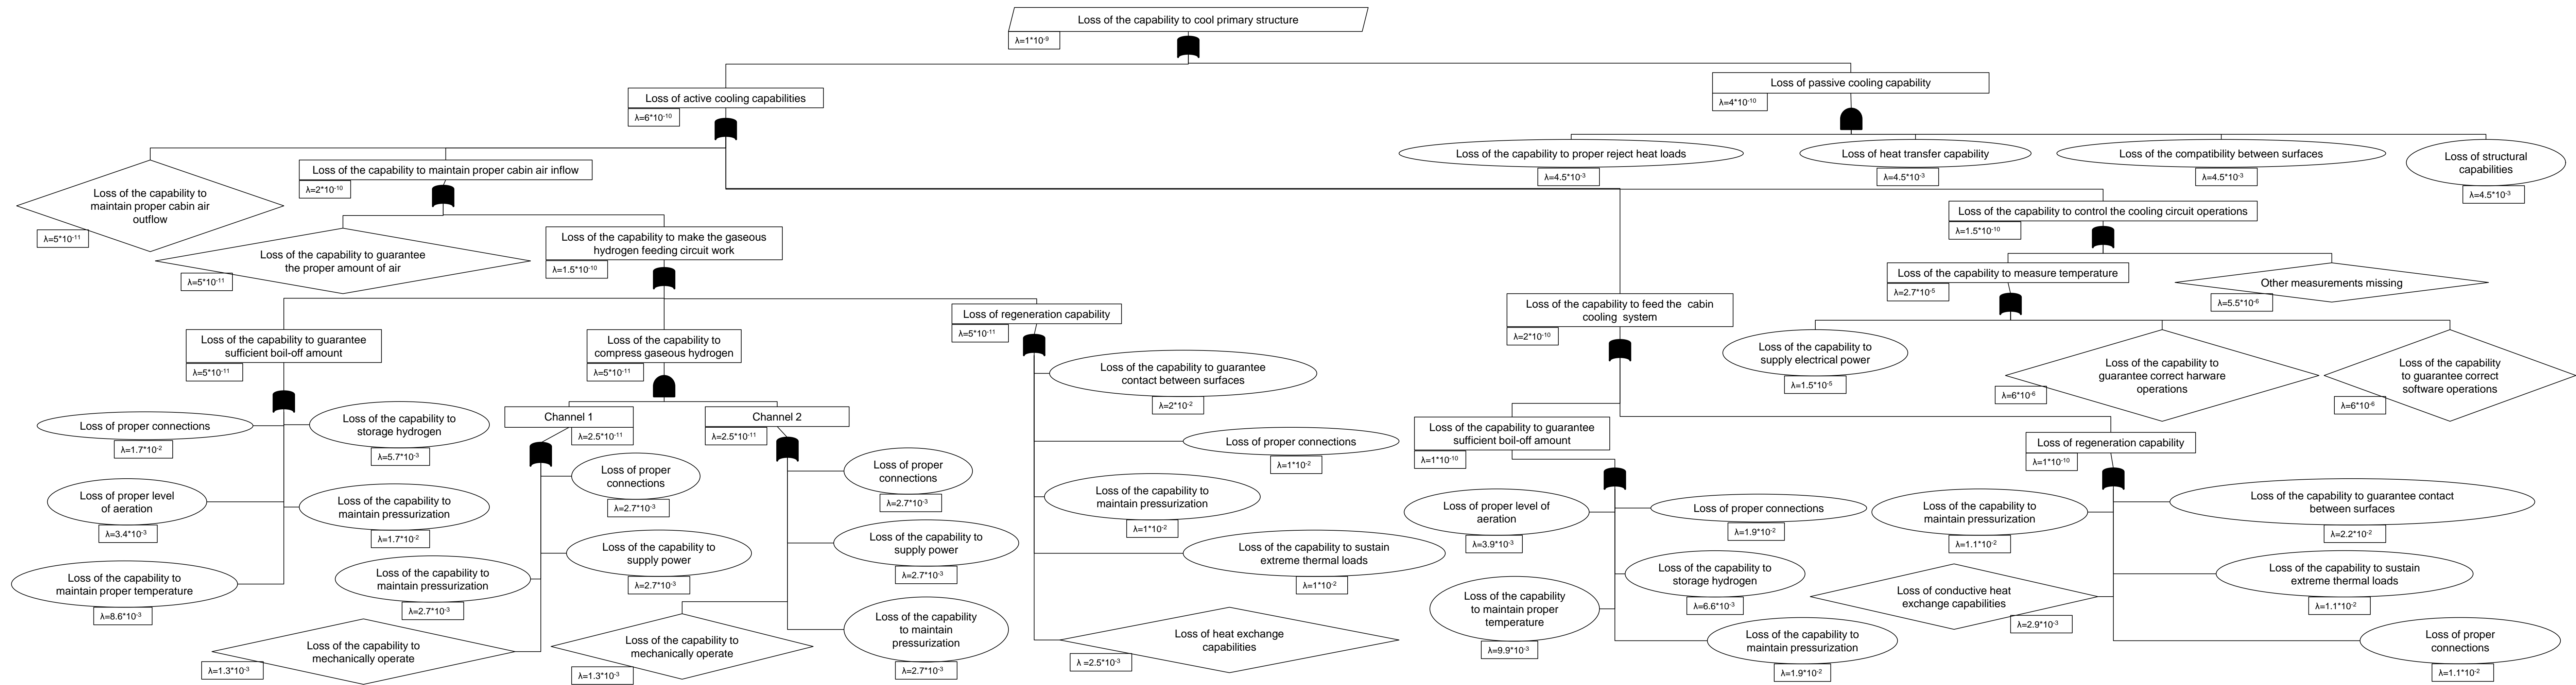 Loss of the capability to cool primary structure
λ=1*10-9
Loss of active cooling capabilities
λ=6*10-10
Loss of passive cooling capability
λ=4*10-10
Loss of the capability to proper reject heat loads
λ=4.5*10-3
Loss of heat transfer capability
λ=4.5*10-3
Loss of the compatibility between surfaces
λ=4.5*10-3
Loss of structural
capabilities
λ=4.5*10-3
Loss of the capability to
maintain proper cabin air
outflow
λ=5*10-11
Loss of the capability to maintain proper cabin air inflow
λ=2*10-10
Loss of the capability to guarantee
the proper amount of air
λ=5*10-11
Loss of the capability to make the gaseous
hydrogen feeding circuit work
λ=1.5*10-10
Loss of the capability to control the cooling circuit operations
λ=1.5*10-10
Loss of the capability to measure temperature
λ=2.7*10-5
Other measurements missing
λ=5.5*10-6
Loss of the capability to
supply electrical power
λ=1.5*10-5
Loss of the capability to
guarantee correct harware
operations
λ=6*10-6
Loss of the capability
to guarantee correct
software operations
λ=6*10-6
Loss of the capability to guarantee
sufficient boil-off amount
λ=5*10-11
Loss of the capability to
compress gaseous hydrogen
λ=5*10-11
Loss of regeneration capability
λ=5*10-11
Loss of the capability to feed the cabin
cooling system
λ=2*10-10
Loss of proper connections
λ=1.7*10-2
Loss of the capability to
storage hydrogen
λ=5.7*10-3
Loss of proper level
of aeration
λ=3.4*10-3
Loss of the capability to
maintain pressurization
λ=1.7*10-2
Loss of the capability to
maintain proper temperature
λ=8.6*10-3
Channel 1
λ=2.5*10-11
Channel 2
λ=2.5*10-11
Loss of proper
connections
λ=2.7*10-3
Loss of the capability to
supply power
λ=2.7*10-3
Loss of the capability to
maintain pressurization
λ=2.7*10-3
Loss of the capability to
mechanically operate
λ=1.3*10-3
Loss of proper
connections
λ=2.7*10-3
Loss of the capability to
supply power
λ=2.7*10-3
Loss of the capability to
mechanically operate
λ=1.3*10-3
Loss of the capability
to maintain
pressurization
λ=2.7*10-3
Loss of the capability to guarantee
contact between surfaces
λ=2*10-2
Loss of proper connections
λ=1*10-2
Loss of the capability to
maintain pressurization
λ=1*10-2
Loss of the capability to sustain
extreme thermal loads
λ=1*10-2
Loss of heat exchange
capabilities
λ =2.5*10-3
Loss of the capability to guarantee
sufficient boil-off amount
λ=1*10-10
Loss of regeneration capability
λ=1*10-10
Loss of proper level of
aeration
λ=3.9*10-3
Loss of proper connections
λ=1.9*10-2
Loss of the capability to
storage hydrogen
λ=6.6*10-3
Loss of the capability
to maintain proper
temperature
λ=9.9*10-3
Loss of the capability to
maintain pressurization
λ=1.9*10-2
Loss of the capability to
maintain pressurization
λ=1.1*10-2
Loss of the capability to guarantee contact
between surfaces
λ=2.2*10-2
Loss of conductive heat
exchange capabilities
λ=2.9*10-3
Loss of the capability to sustain
extreme thermal loads
λ=1.1*10-2
Loss of proper
connections
λ=1.1*10-2